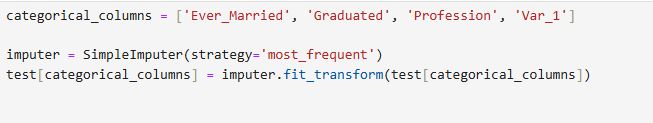 categorical_columns = ['Ever_Married', 'Graduated', 'Profession', 'Var_1']
imputer = SimpleImputer(strategy='most_frequent')
test[categorical_columns] = imputer.fit_transform(test[categorical_columns])